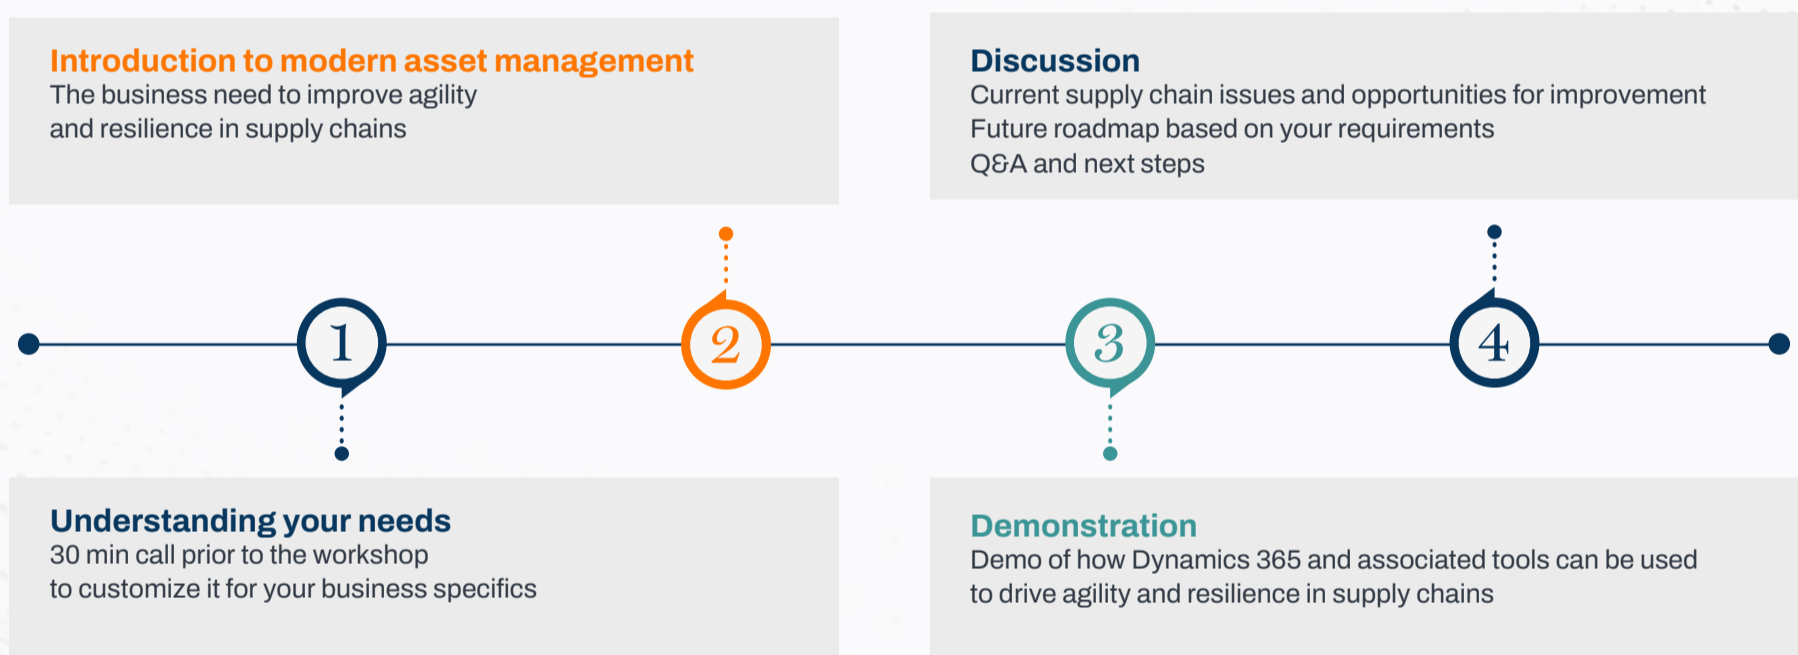 Introduction to modern asset management
The business need to improve agility
and resilience in supply chains
Discussion
Current supply chain issues and opportunities for improvement
Future roadmap based on your requirements
Q&A and next steps
1
2
3
4
Understanding your needs
30 min call prior to the workshop
to customize it for your business specifics
Demonstration
Demo of how Dynamics 365 and associated tools can be used
to drive agility and resilience in supply chains